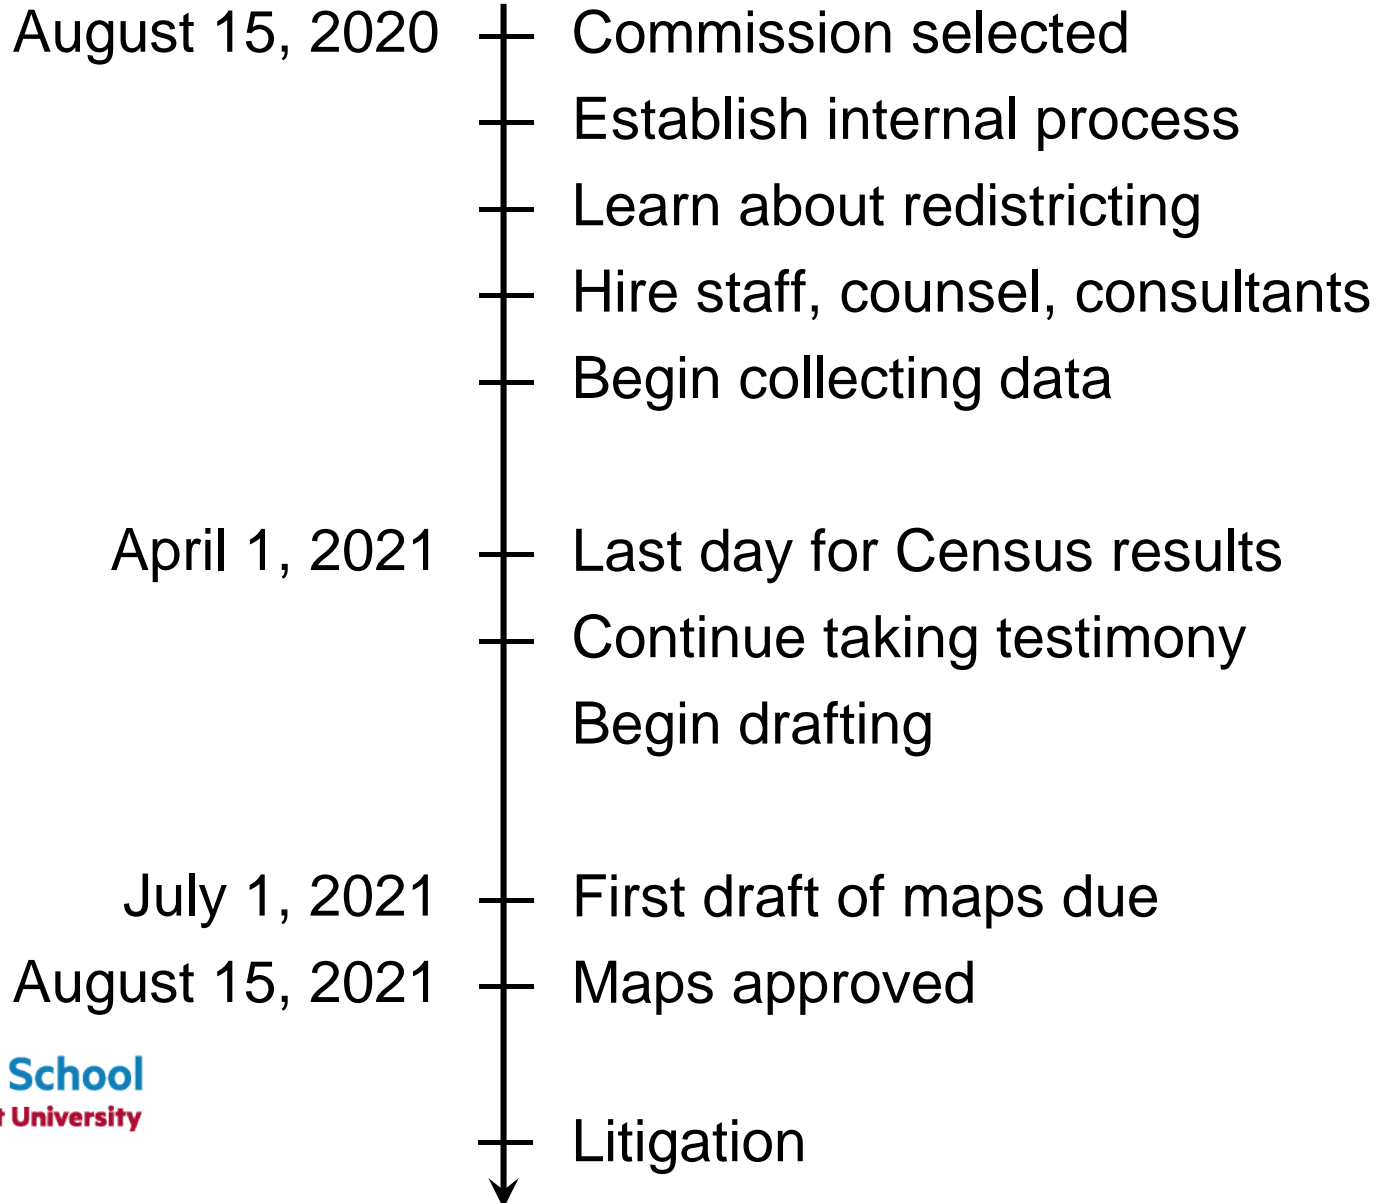 August 15, 2020 Commission selected
Establish internal process
Learn about redistricting
Hire staff, counsel, consultants
Begin collecting data
April 1, 2021 Last day for Census results
Continue taking testimony
Begin drafting
July 1, 2021 First draft of maps due
August 15, 2021 Maps approved
School
University
Litigation